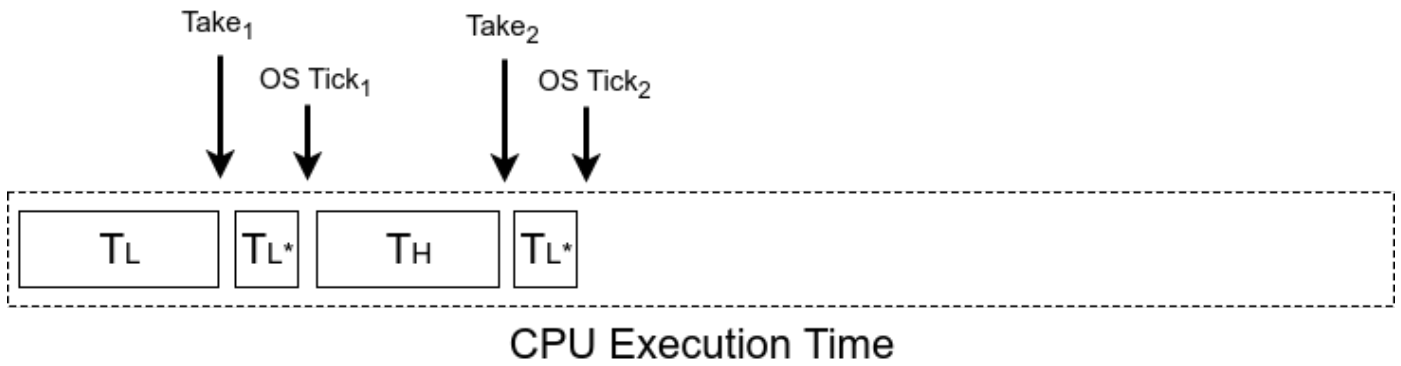 Take₁
Take₂
OS Tick₁
OS Tick₂
TL
TL*
TH
TL*
CPU Execution Time